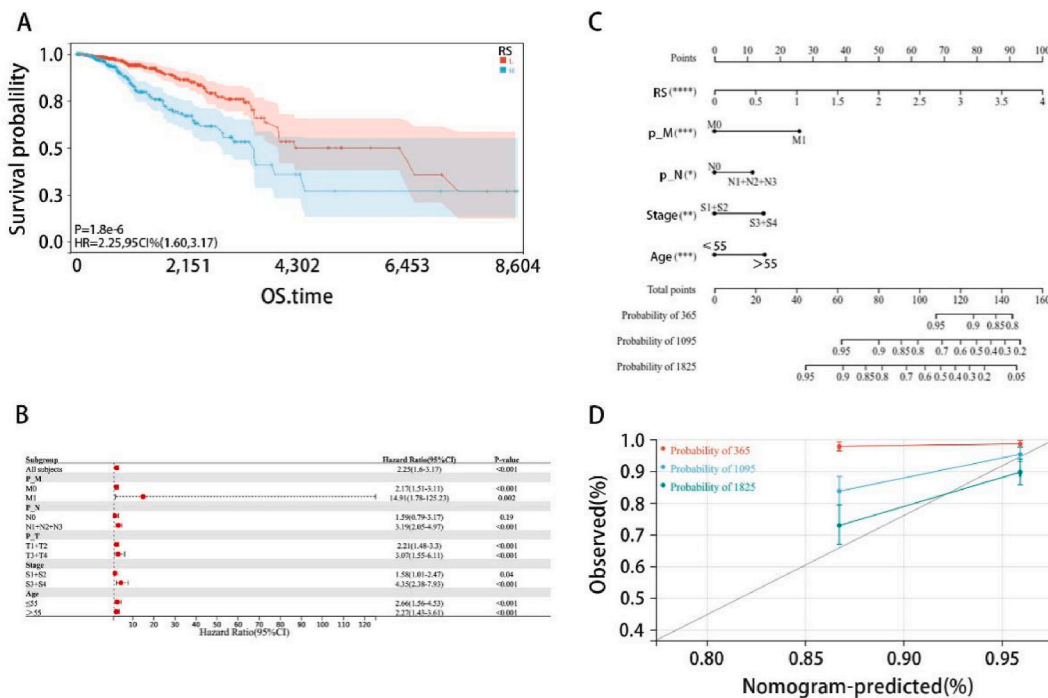 A
RS
L
H
Survival probalility
1.0
0.8
0.5
0.3
0.0
P=1.8e-6
HR=2.25,95CI%(1.60,3.17)
0 2,151 4,302 6,453 8,604
OS.time
B
Subgroup Hazard Ratio(95%CI) P-value
All subjects 2.25(1.6-3.17) <0.001
P_M
M0 2.17(1.51-3.11) <0.001
M1 14.91(1.78-125.23) 0.002
P_N
N0 1.59(0.79-3.17) 0.19
N1+N2+N3 3.19(2.05-4.97) <0.001
P_T
T1+T2 2.21(1.48-3.3) <0.001
T3+T4 3.07(1.55-6.11) <0.001
Stage
S1+S2 1.58(1.01-2.47) 0.04
S3+S4 4.35(2.38-7.93) <0.001
Age
≤55 2.66(1.56-4.53) <0.001
>55 2.27(1.43-3.61) <0.001
1 10 20 30 40 50 60 70 80 90 100 110 125
Hazard Ratio(95%CI)
C
Points 0 10 20 30 40 50 60 70 80 90 100
RS(****) 0 0.5 1 1.5 2 2.5 3 3.5 4
p_M(***) M0 M1
p_N(*) N0 N1+N2+N3
Stage(**) S1+S2 S3+S4
Age(***) ≤55 >55
Total points 0 20 40 60 80 100 120 140 160
Probability of 365 0.95 0.9 0.85 0.8
Probability of 1095 0.95 0.9 0.85 0.8 0.7 0.6 0.5 0.4 0.3 0.2
Probability of 1825 0.95 0.9 0.85 0.8 0.7 0.6 0.5 0.4 0.3 0.2 0.05
D
Probability of 365
Probability of 1095
Probability of 1825
Observed(%)
1.0
0.9
0.8
0.7
0.6
0.5
0.4
0.80 0.85 0.90 0.95
Nomogram-predicted(%)